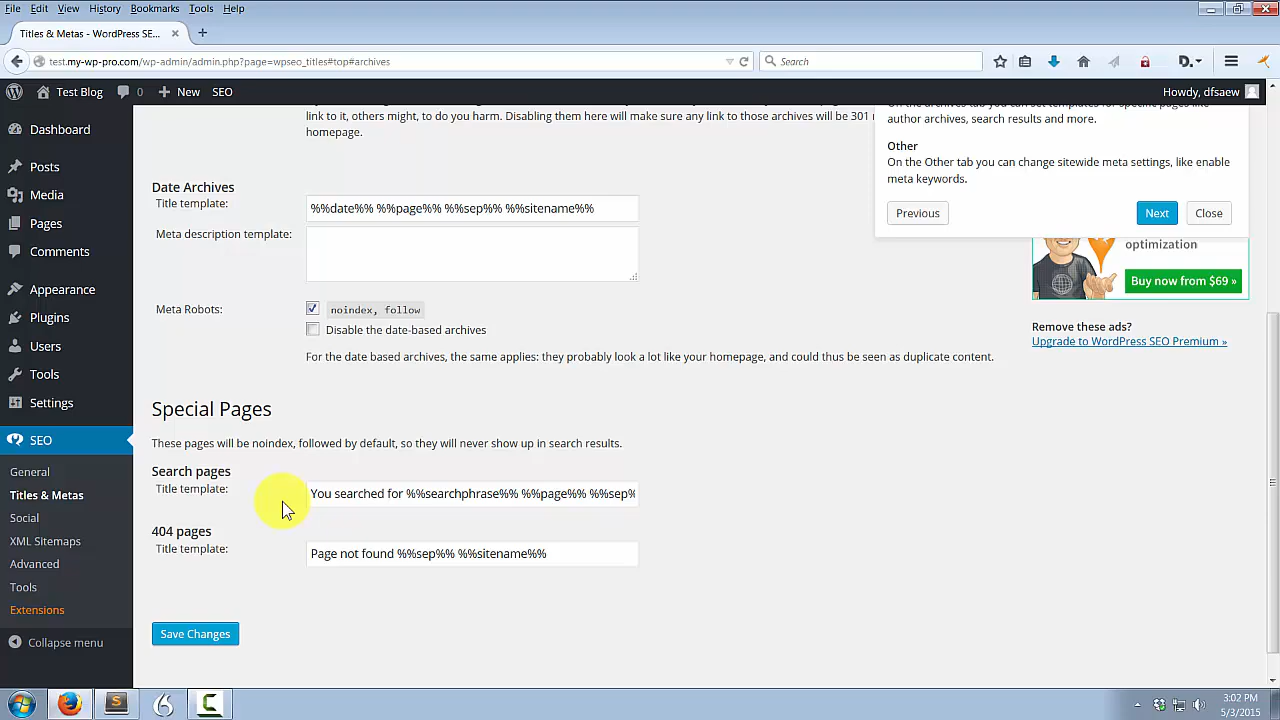 File Edit View History Bookmarks Tools Help
Titles & Metas - WordPress SE... × +
test.my-wp-pro.com/wp-admin/admin.php?page=wpseo_titles#top#archives
Search
D.
Test Blog 0 + New SEO
Howdy, dfsaew
Dashboard
Posts
Media
Pages
Comments
Appearance
Plugins
Users
Tools
Settings
SEO
General
Titles & Metas
Social
XML Sitemaps
Advanced
Tools
Extensions
Collapse menu
link to it, others might, to do you harm. Disabling them here will make sure any link to those archives will be 301
homepage.
Date Archives
Title template:
%%date%% %%page%% %%sep%% %%sitename%%
Meta description template:
Meta Robots:
noindex, follow
Disable the date-based archives
For the date based archives, the same applies: they probably look a lot like your homepage, and could thus be seen as duplicate content.
Special Pages
These pages will be noindex, followed by default, so they will never show up in search results.
Search pages
Title template:
You searched for %%searchphrase%% %%page%% %%sep%
404 pages
Title template:
Page not found %%sep%% %%sitename%%
Save Changes
On the archives tab you can set templates for specific pages like
author archives, search results and more.
Other
On the Other tab you can change sitewide meta settings, like enable
meta keywords.
Previous Next Close
optimization
Buy now from $69 »
Remove these ads?
Upgrade to WordPress SEO Premium »
3:02 PM
5/3/2015